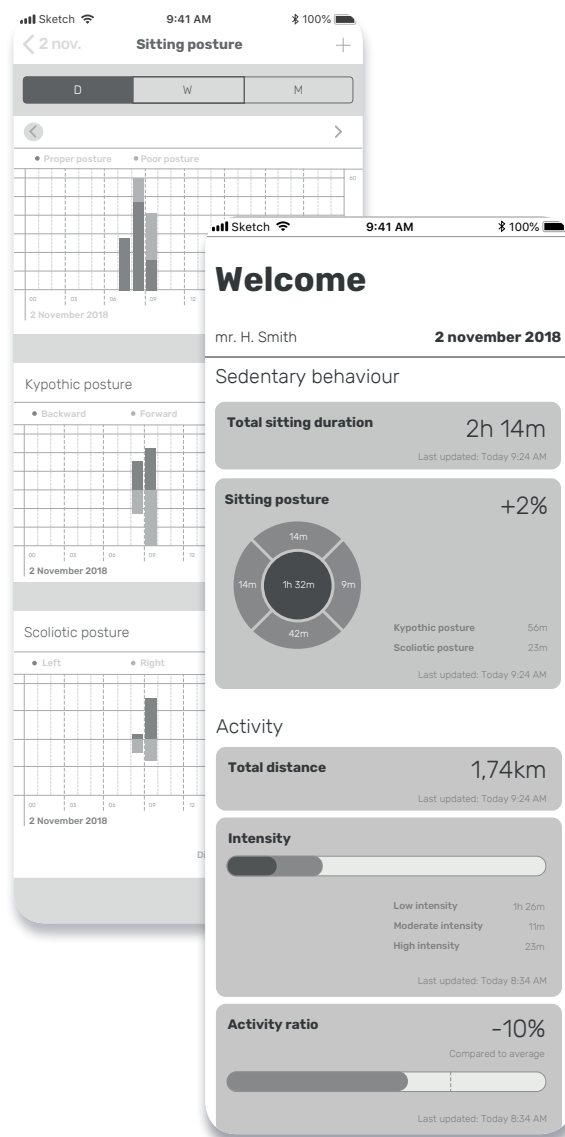 Sketch 9:41 AM 100%
2 nov. Sitting posture
D W M
Proper posture Poor posture
60
00 03 06 09 12
2 November 2018
Kypothic posture
Backward Forward
00 03 06 09 12
2 November 2018
Scoliotic posture
Left Right
00 03 06 09 12
2 November 2018
Di
Sketch 9:41 AM 100%
Welcome
mr. H. Smith 2 november 2018
Sedentary behaviour
Total sitting duration 2h 14m
Last updated: Today 9:24 AM
Sitting posture +2%
14m
14m 1h 32m 9m
42m
Kypothic posture 56m
Scoliotic posture 23m
Last updated: Today 9:24 AM
Activity
Total distance 1,74km
Last updated: Today 9:24 AM
Intensity
Low intensity 1h 26m
Moderate intensity 11m
High intensity 23m
Last updated: Today 8:34 AM
Activity ratio -10%
Compared to average
Last updated: Today 8:34 AM